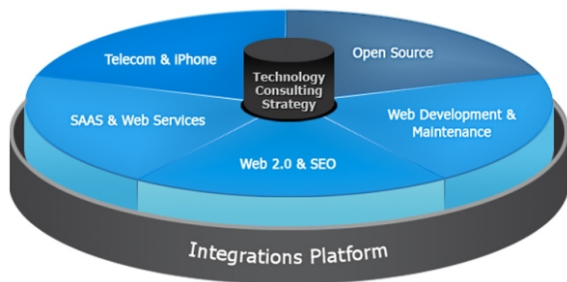 Telecom & iPhone
Open Source
Technology
Consulting
Strategy
SAAS & Web Services
Web Development &
Maintenance
Web 2.0 & SEO
Integrations Platform